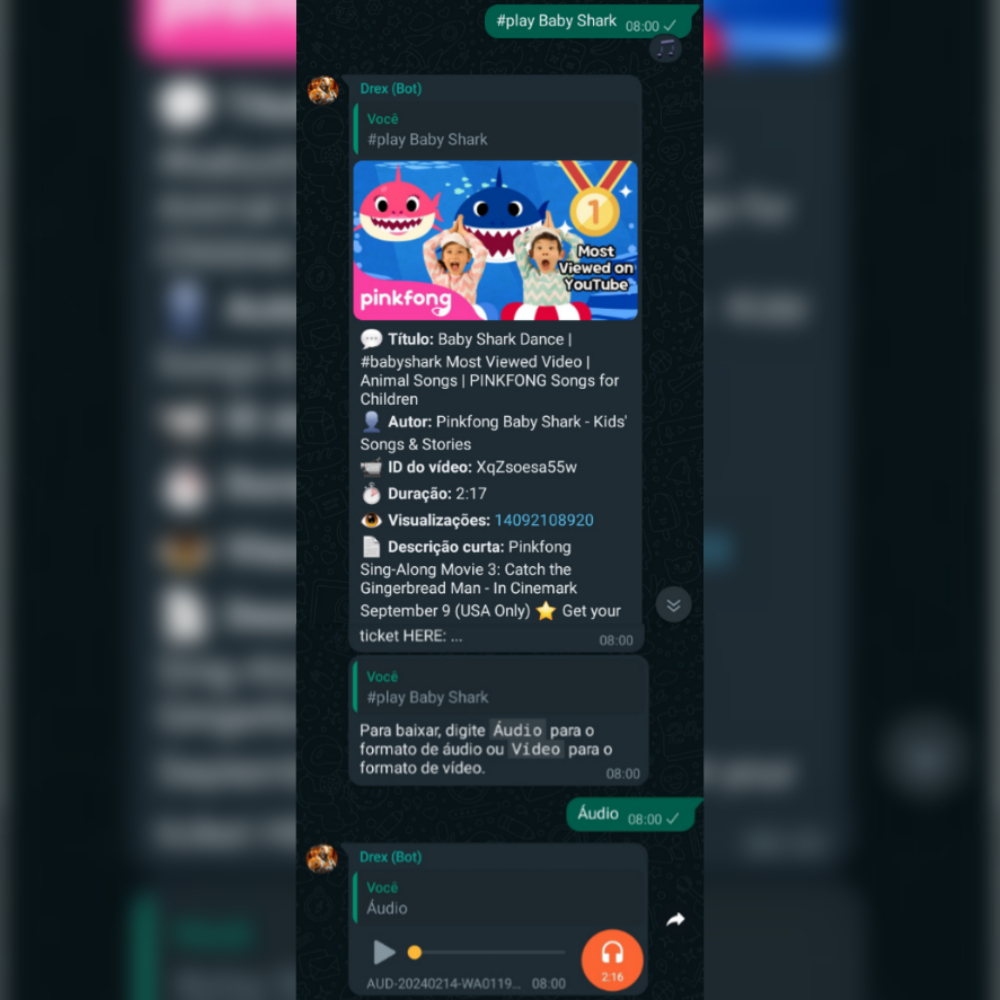 #play Baby Shark 08:00
Drex (Bot)
Você
#play Baby Shark
1
Most
Viewed on
YouTube
pinkfong
Título: Baby Shark Dance |
#babyshark Most Viewed Video |
Animal Songs | PINKFONG Songs for
Children
Autor: Pinkfong Baby Shark - Kids'
Songs & Stories
ID do vídeo: XqZsoesa55w
Duração: 2:17
Visualizações: 14092108920
Descrição curta: Pinkfong
Sing-Along Movie 3: Catch the
Gingerbread Man - In Cinemark
September 9 (USA Only) ⭐ Get your
ticket HERE: ... 08:00
Você
#play Baby Shark
Para baixar, digite Áudio para o
formato de áudio ou Vídeo para o
formato de vídeo. 08:00
Áudio 08:00
Drex (Bot)
Você
Áudio
2:16
AUD-20240214-WA0119... 08:00